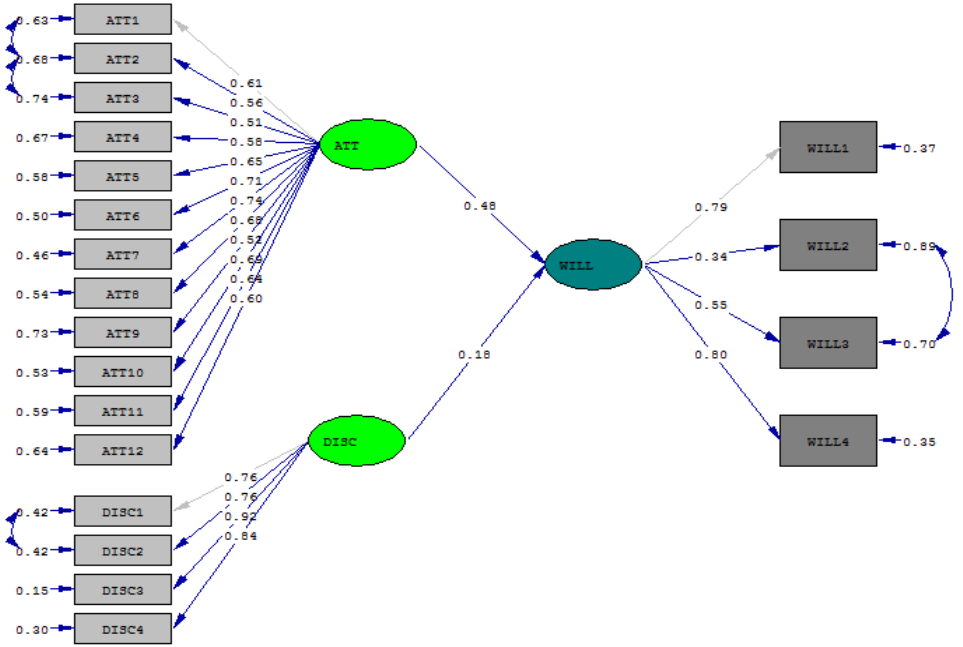 0.63 ATT1
0.68 ATT2
0.74 ATT3
0.67 ATT4
0.58 ATT5
0.50 ATT6
0.46 ATT7
0.54 ATT8
0.73 ATT9
0.53 ATT10
0.59 ATT11
0.64 ATT12
0.42 DISC1
0.42 DISC2
0.15 DISC3
0.30 DISC4
0.61
0.56
0.51
0.58
0.65
0.71
0.74
0.68
0.52
0.69
0.64
0.60
0.76
0.76
0.92
0.84
ATT
DISC
0.48
0.18
WILL
0.79
0.34
0.55
0.80
WILL1 0.37
WILL2 0.89
WILL3 0.70
WILL4 0.35